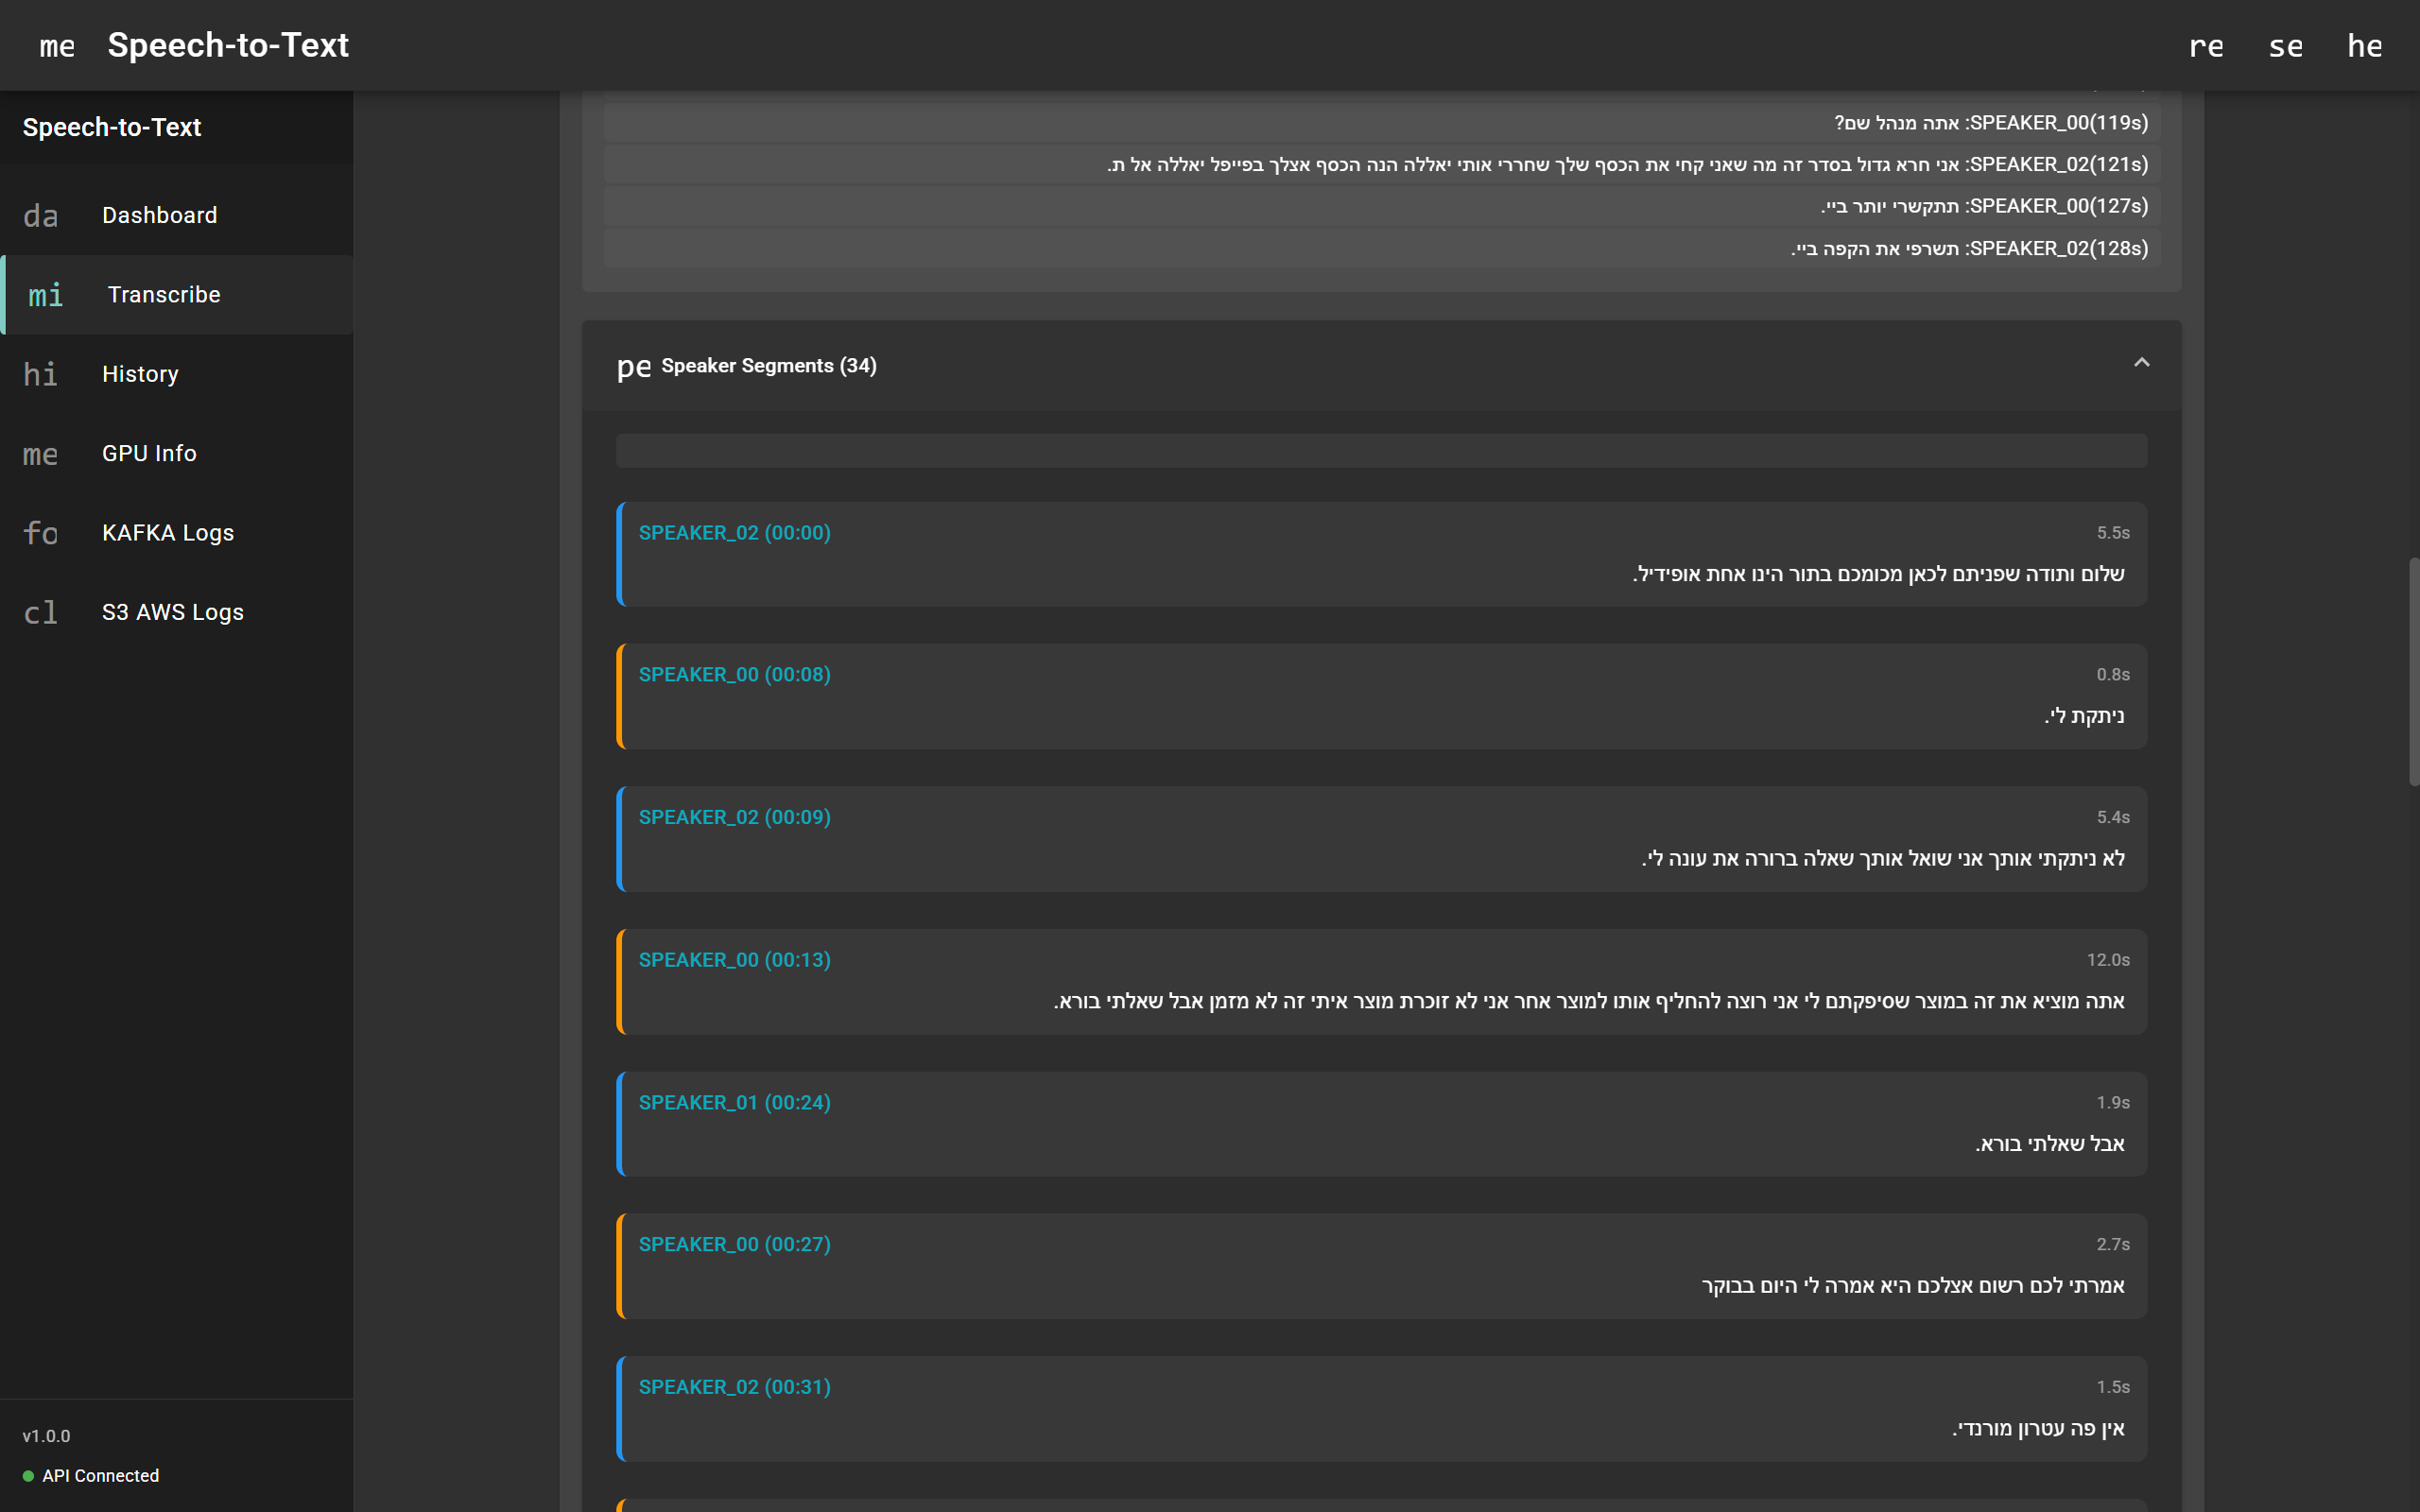 me Speech-to-Text re se he
Speech-to-Text
da Dashboard
mi Transcribe
hi History
me GPU Info
fo KAFKA Logs
cl S3 AWS Logs
v1.0.0
API Connected
SPEAKER_00(119s): אתה מנהל שם?
SPEAKER_02(121s): אני חרא גדול בסדר זה מה שאני קחי את הכסף שלך שחררי אותי יאללה הנה הכסף אצלך בפייפל יאללה אל ת.
SPEAKER_00(127s): תתקשרי יותר ביי.
SPEAKER_02(128s): תשרפי את הקפה ביי.
pe Speaker Segments (34)
SPEAKER_02 (00:00) 5.5s
שלום ותודה שפניתם לכאן מכומכם בתור הינו אחת אופידיל.
SPEAKER_00 (00:08) 0.8s
ניתקת לי.
SPEAKER_02 (00:09) 5.4s
לא ניתקתי אותך אני שואל אותך שאלה ברורה את עונה לי.
SPEAKER_00 (00:13) 12.0s
אתה מוציא את זה במוצר שסיפקתם לי אני רוצה להחליף אותו למוצר אחר אני לא זוכרת מוצר איתי זה לא מזמן אבל שאלתי בורא.
SPEAKER_01 (00:24) 1.9s
אבל שאלתי בורא.
SPEAKER_00 (00:27) 2.7s
אמרתי לכם רשום אצלכם היא אמרה לי היום בבוקר
SPEAKER_02 (00:31) 1.5s
אין פה עטרון מורנדי.